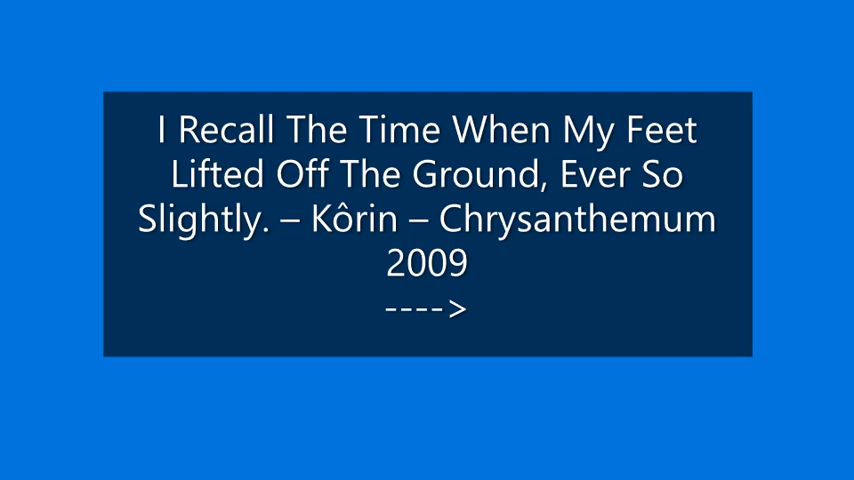 I Recall The Time When My Feet
Lifted Off The Ground, Ever So
Slightly. – Kôrin – Chrysanthemum
2009
---->